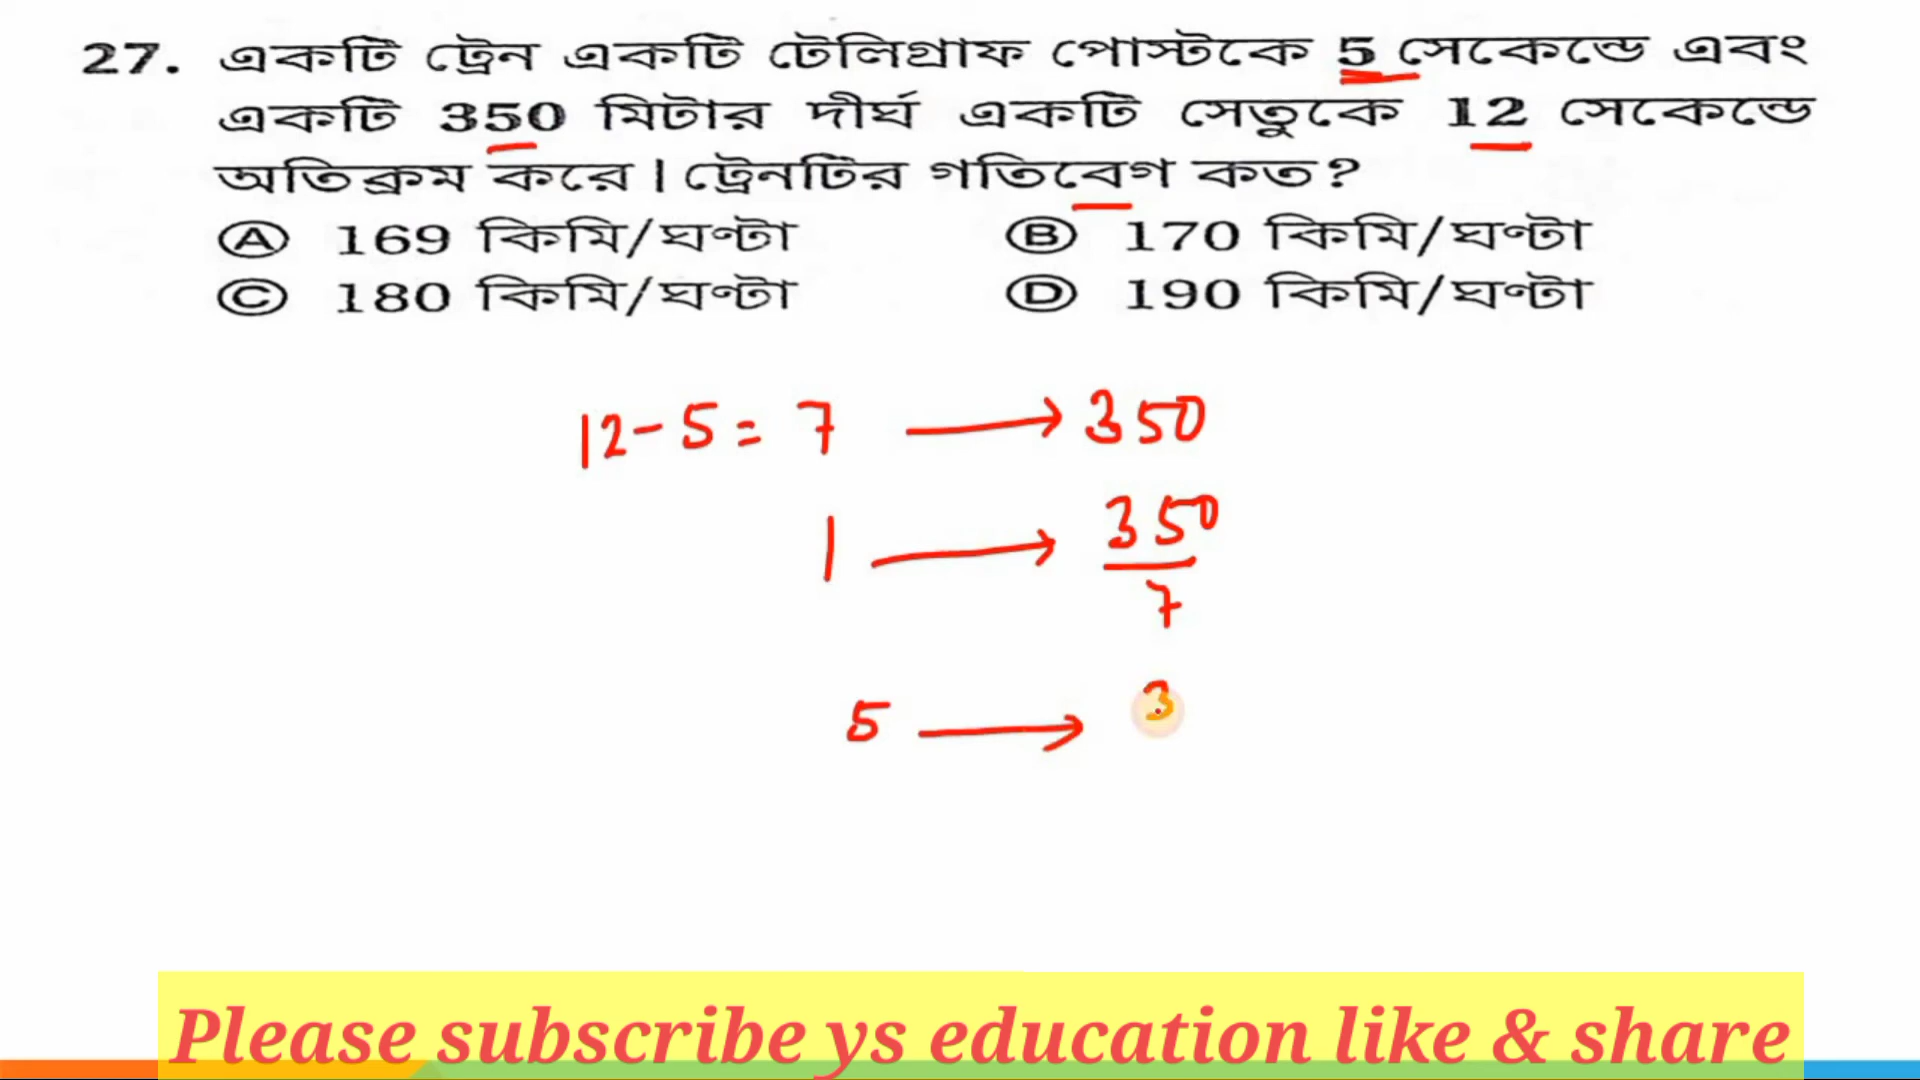 27. একটি ট্রেন একটি টেলিগ্রাফ পোস্টকে 5 সেকেন্ডে এবং
একটি 350 মিটার দীর্ঘ একটি সেতুকে 12 সেকেন্ডে
অতিক্রম করে। ট্রেনটির গতিবেগ কত?
Ⓐ 169 কিমি/ঘণ্টা Ⓑ 170 কিমি/ঘণ্টা
Ⓒ 180 কিমি/ঘণ্টা Ⓓ 190 কিমি/ঘণ্টা
12 - 5 = 7 → 350
1 → 350/7
5 → 3
Please subscribe ys education like & share